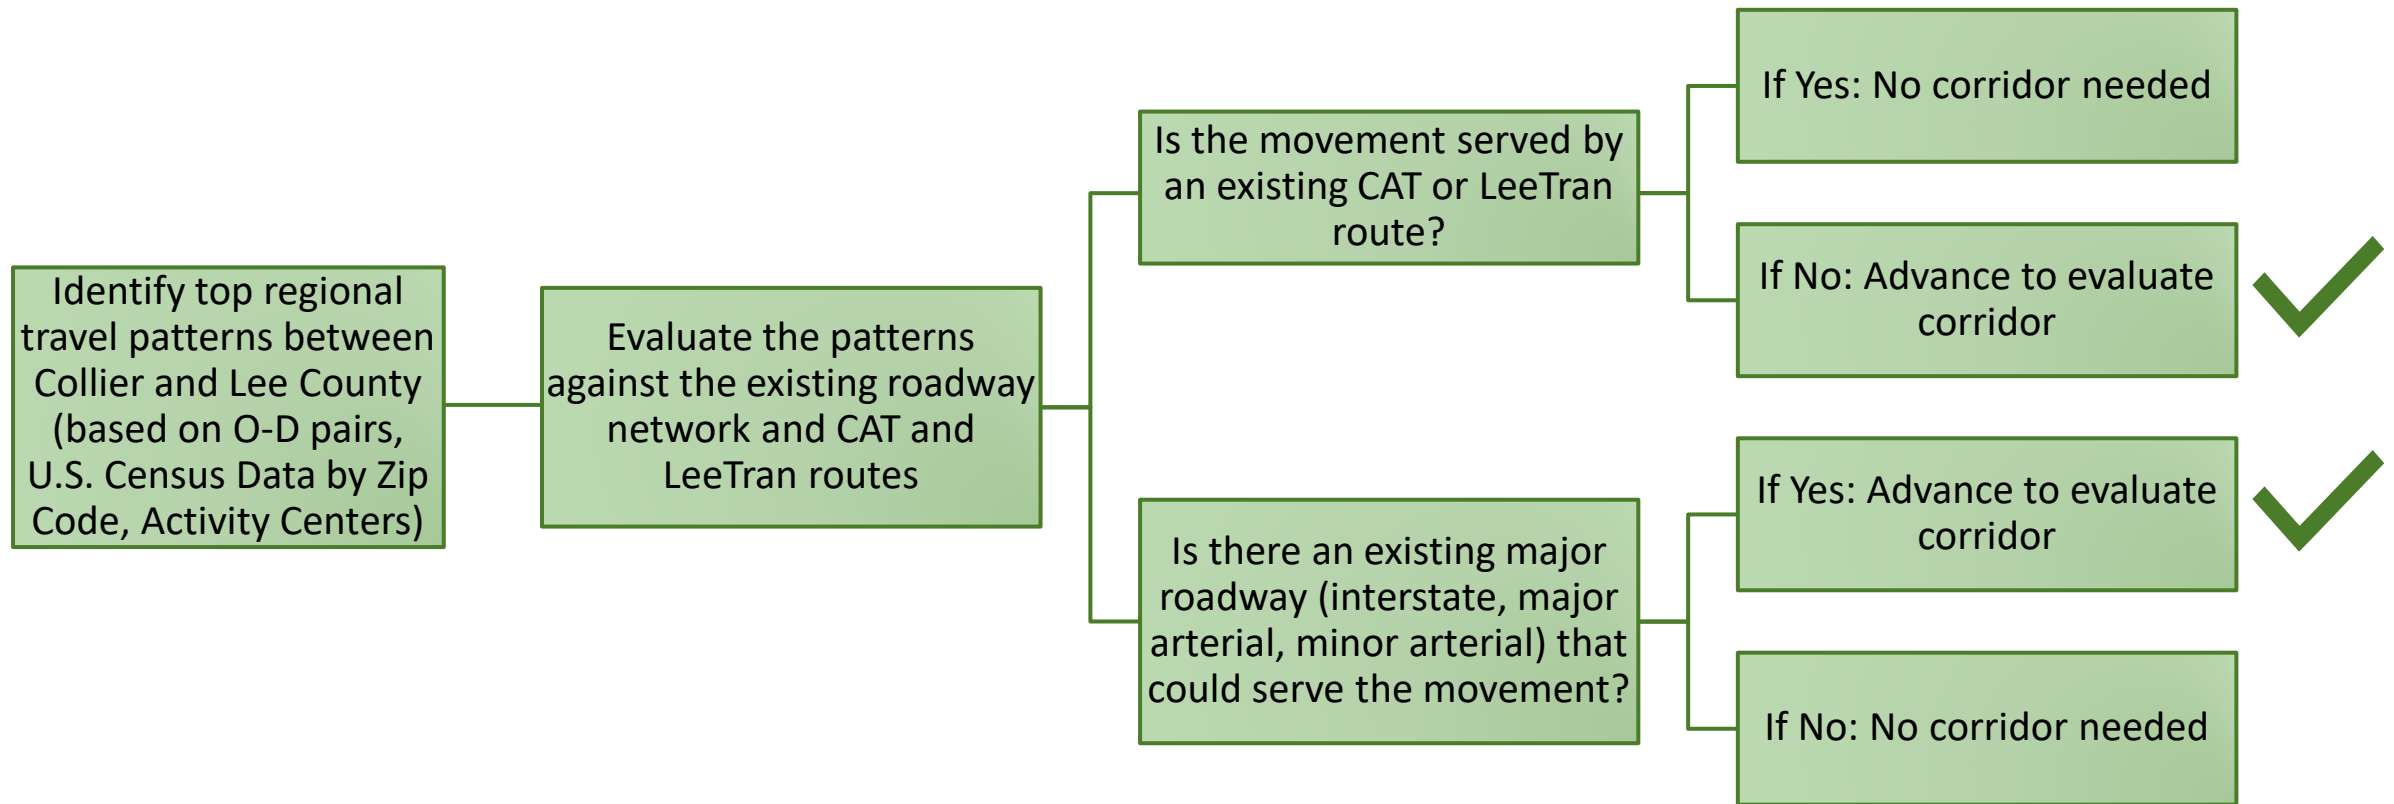 Identify top regional
travel patterns between
Collier and Lee County
(based on O-D pairs,
U.S. Census Data by Zip
Code, Activity Centers)
Evaluate the patterns
against the existing roadway
network and CAT and
LeeTran routes
Is the movement served by
an existing CAT or LeeTran
route?
If Yes: No corridor needed
If No: Advance to evaluate
corridor
Is there an existing major
roadway (interstate, major
arterial, minor arterial) that
could serve the movement?
If Yes: Advance to evaluate
corridor
If No: No corridor needed